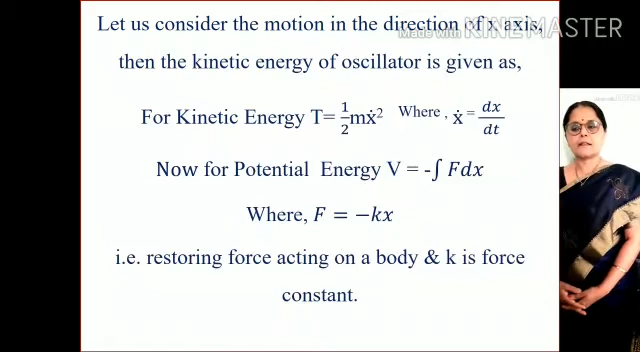 Let us consider the motion in the direction of x axis,
Made with KINEMASTER
then the kinetic energy of oscillator is given as,
For Kinetic Energy T= 1/2 mẋ² Where , ẋ = dx/dt
Now for Potential Energy V = -∫ Fdx
Where, F = −kx
i.e. restoring force acting on a body & k is force
constant.